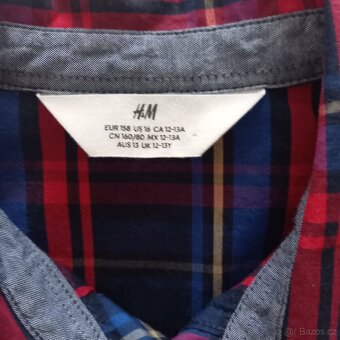 H&M
EUR 158 US 16 CA 12-13A
CN 160/80 MX 12-13A
AUS 13 UK 12-13Y
Bazos.cz